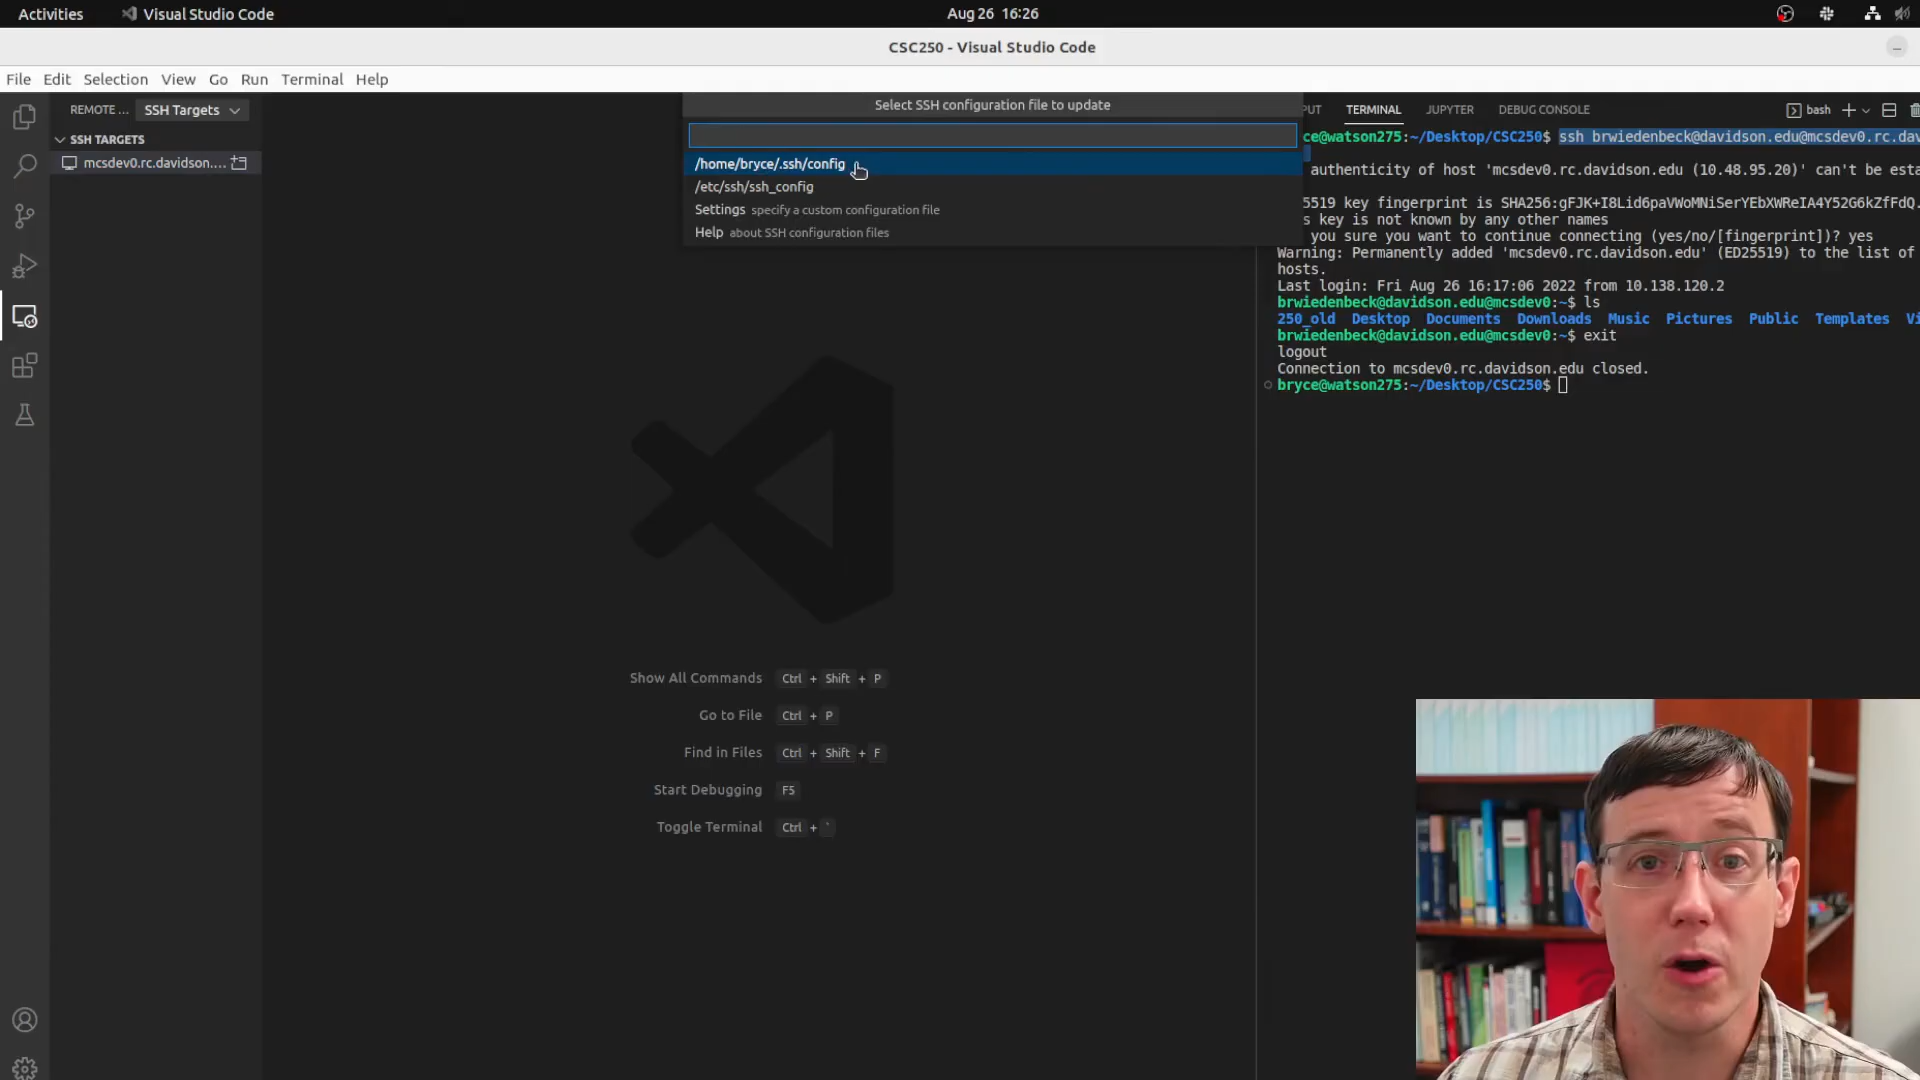 Activities
Visual Studio Code
Aug 26 16:26
CSC250 - Visual Studio Code
File Edit Selection View Go Run Terminal Help
REMOTE ...
SSH Targets
SSH TARGETS
mcsdev0.rc.davidson....
Select SSH configuration file to update
/home/bryce/.ssh/config
/etc/ssh/ssh_config
Settings specify a custom configuration file
Help about SSH configuration files
PUT TERMINAL JUPYTER DEBUG CONSOLE
bash
ce@watson275:~/Desktop/CSC250$ ssh brwiedenbeck@davidson.edu@mcsdev0.rc.dav
authenticity of host 'mcsdev0.rc.davidson.edu (10.48.95.20)' can't be esta
5519 key fingerprint is SHA256:gFJK+I8Lid6paVWoMNiSerYEbXWReIA4Y52G6kZfFdQ.
s key is not known by any other names
you sure you want to continue connecting (yes/no/[fingerprint])? yes
Warning: Permanently added 'mcsdev0.rc.davidson.edu' (ED25519) to the list of
hosts.
Last login: Fri Aug 26 16:17:06 2022 from 10.138.120.2
brwiedenbeck@davidson.edu@mcsdev0:~$ ls
250_old Desktop Documents Downloads Music Pictures Public Templates Vi
brwiedenbeck@davidson.edu@mcsdev0:~$ exit
logout
Connection to mcsdev0.rc.davidson.edu closed.
bryce@watson275:~/Desktop/CSC250$
Show All Commands Ctrl + Shift + P
Go to File Ctrl + P
Find in Files Ctrl + Shift + F
Start Debugging F5
Toggle Terminal Ctrl + `